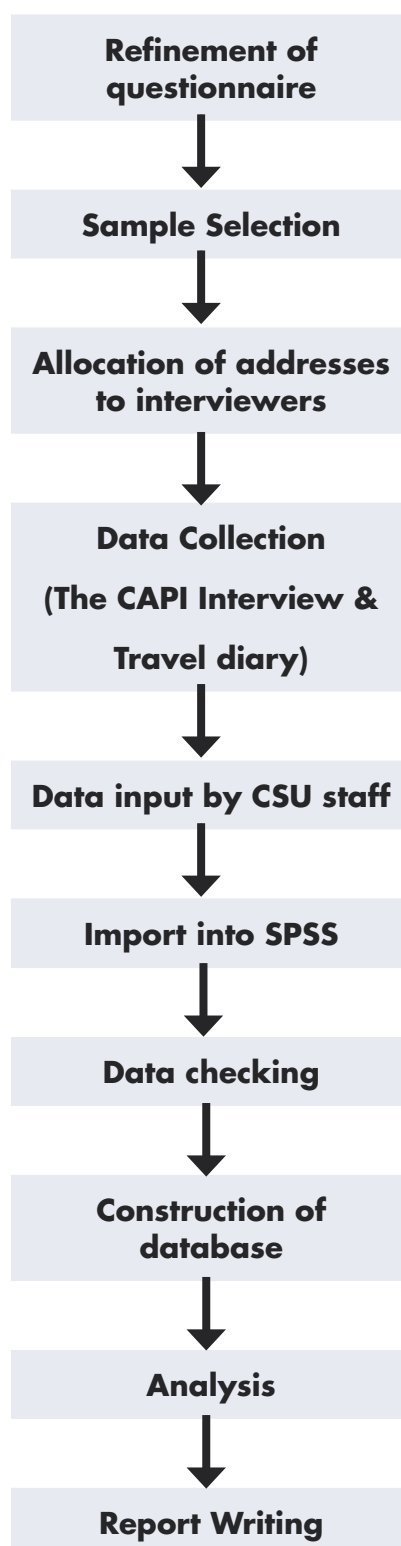 Refinement of
questionnaire
Sample Selection
Allocation of addresses
to interviewers
Data Collection
(The CAPI Interview &
Travel diary)
Data input by CSU staff
Import into SPSS
Data checking
Construction of
database
Analysis
Report Writing